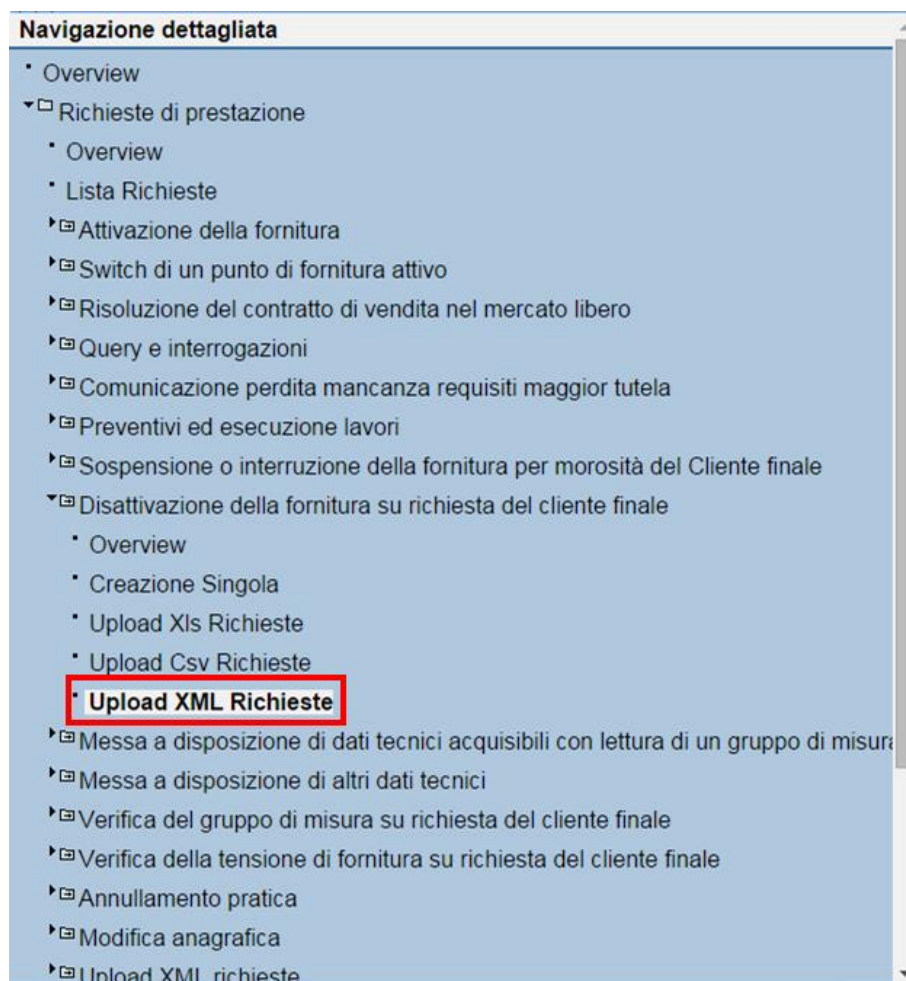 Navigazione dettagliata
Overview
Richieste di prestazione
Overview
Lista Richieste
Attivazione della fornitura
Switch di un punto di fornitura attivo
Risoluzione del contratto di vendita nel mercato libero
Query e interrogazioni
Comunicazione perdita mancanza requisiti maggior tutela
Preventivi ed esecuzione lavori
Sospensione o interruzione della fornitura per morosità del Cliente finale
Disattivazione della fornitura su richiesta del cliente finale
Overview
Creazione Singola
Upload Xls Richieste
Upload Csv Richieste
Upload XML Richieste
Messa a disposizione di dati tecnici acquisibili con lettura di un gruppo di misura
Messa a disposizione di altri dati tecnici
Verifica del gruppo di misura su richiesta del cliente finale
Verifica della tensione di fornitura su richiesta del cliente finale
Annullamento pratica
Modifica anagrafica
Upload XML richieste